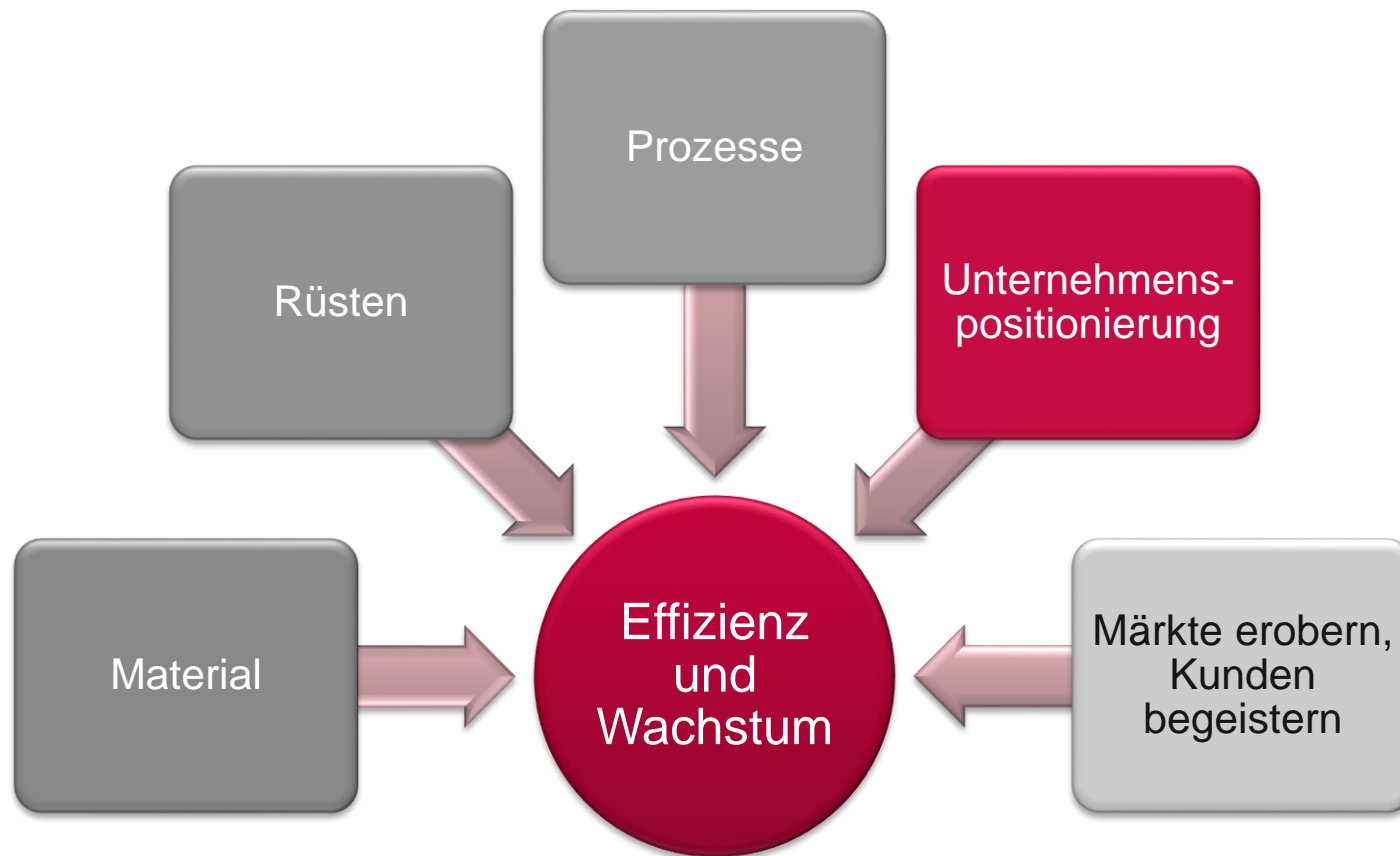 Prozesse
Rüsten
Unternehmens-
positionierung
Material
Effizienz
und
Wachstum
Märkte erobern,
Kunden
begeistern